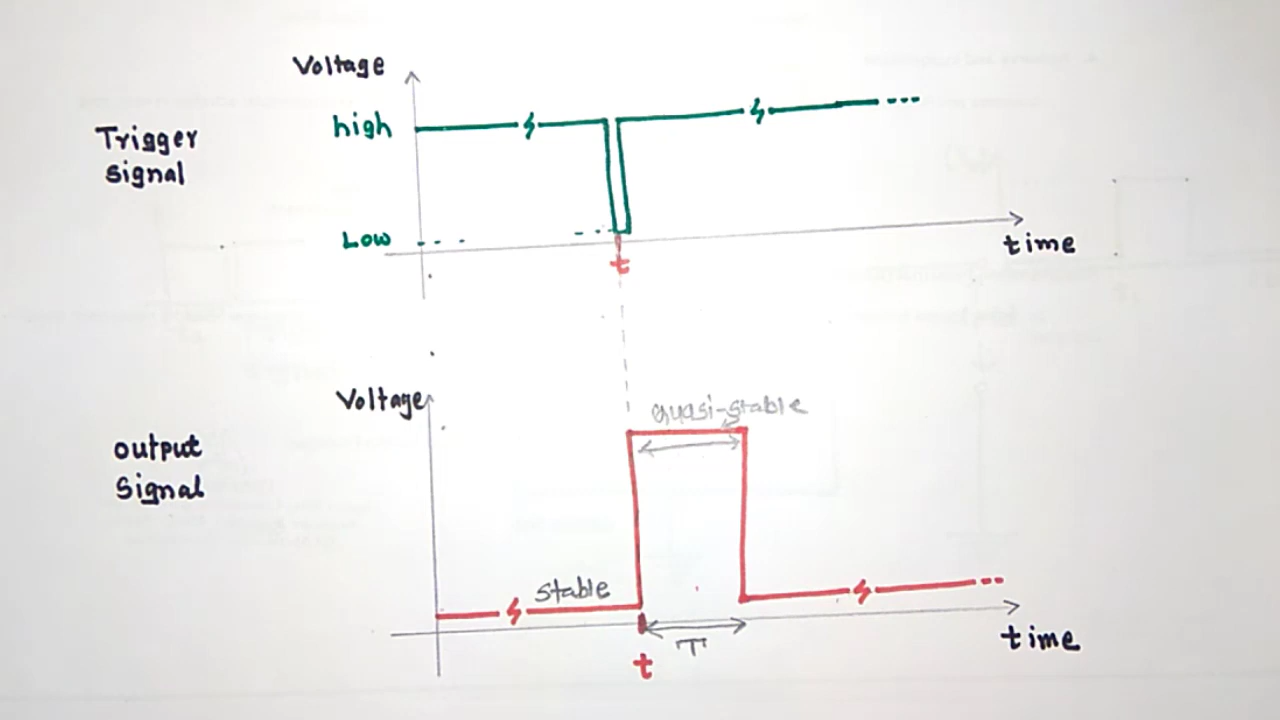 Voltage
high
Trigger
signal
Low
time
t
Voltage
quasi-stable
output
Signal
stable
T
time
t